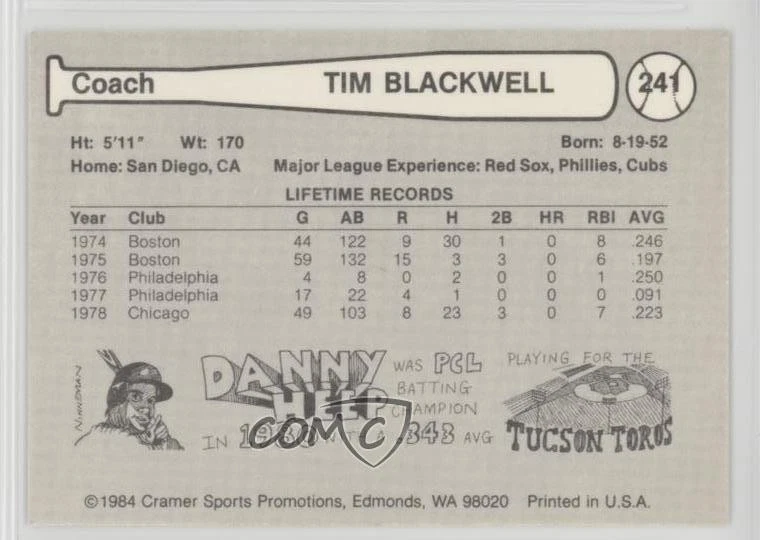 Coach TIM BLACKWELL 241
Ht: 5'11" Wt: 170 Born: 8-19-52
Home: San Diego, CA Major League Experience: Red Sox, Phillies, Cubs
LIFETIME RECORDS
Year Club G AB R H 2B HR RBI AVG
1974 Boston 44 122 9 30 1 0 8 .246
1975 Boston 59 132 15 3 3 0 6 .197
1976 Philadelphia 4 8 0 2 0 0 1 .250
1977 Philadelphia 17 22 4 1 0 0 0 .091
1978 Chicago 49 103 8 23 3 0 7 .223
NINNEMAN
DANNY HEEP WAS PCL BATTING CHAMPION
IN 1980 WITH A .343 AVG
PLAYING FOR THE
TUCSON TOROS
COMC
©1984 Cramer Sports Promotions, Edmonds, WA 98020 Printed in U.S.A.